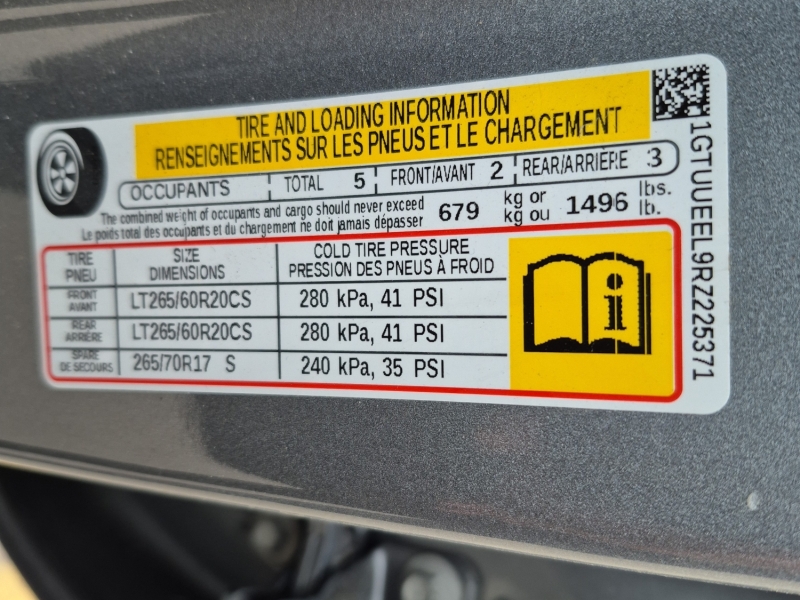 TIRE AND LOADING INFORMATION
RENSEIGNEMENTS SUR LES PNEUS ET LE CHARGEMENT
OCCUPANTS TOTAL 5 FRONT/AVANT 2 REAR/ARRIÈRE 3
The combined weight of occupants and cargo should never exceed 679 kg or 1496 lbs.
Le poids total des occupants et du chargement ne doit jamais dépasser kg ou lb.
TIRE SIZE COLD TIRE PRESSURE
PNEU DIMENSIONS PRESSION DES PNEUS À FROID
FRONT AVANT LT265/60R20CS 280 kPa, 41 PSI
REAR ARRIÈRE LT265/60R20CS 280 kPa, 41 PSI
SPARE DE SECOURS 265/70R17 S 240 kPa, 35 PSI
i
1GTUUEEL9RZ225371